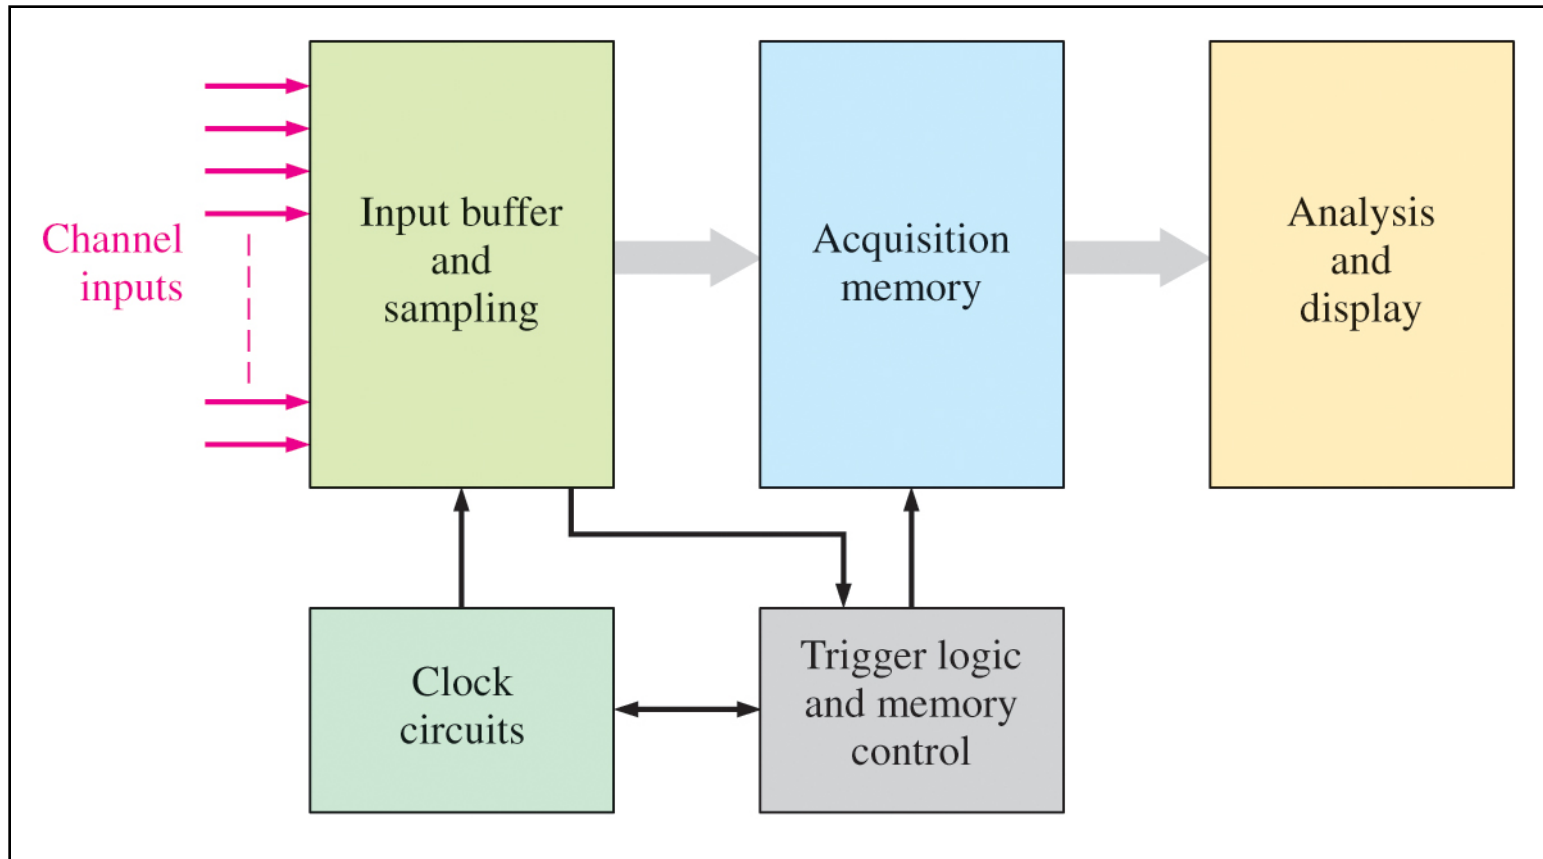 Channel
inputs
Input buffer
and
sampling
Acquisition
memory
Analysis
and
display
Clock
circuits
Trigger logic
and memory
control